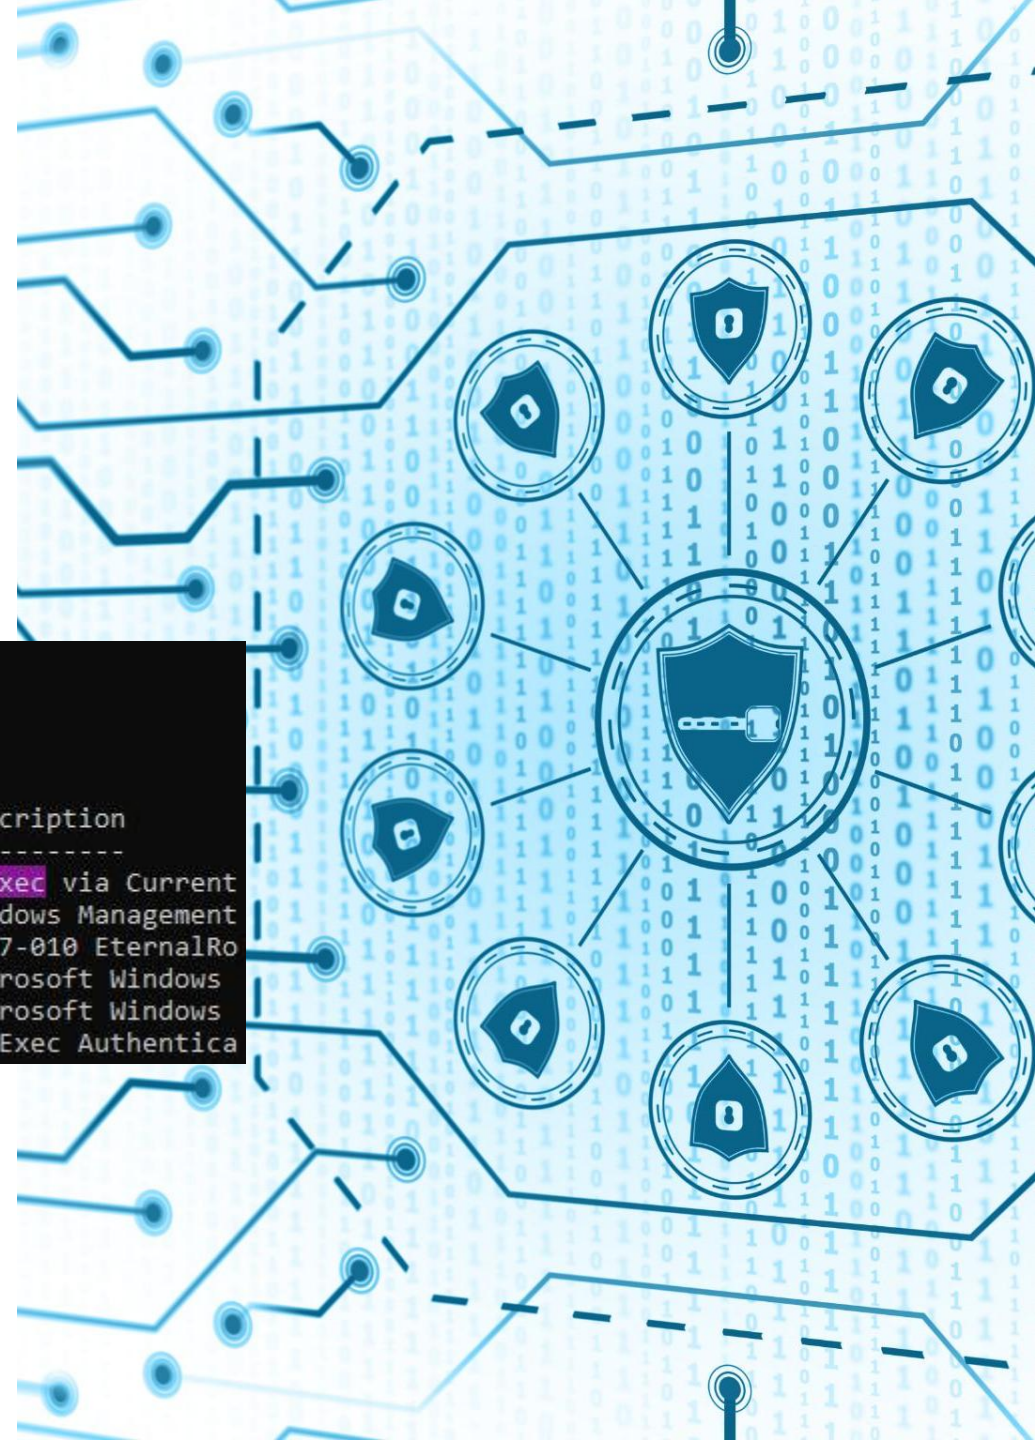 cription
--------
xec via Current
dows Management
7-010 EternalRo
rosoft Windows
rosoft Windows
Exec Authentica